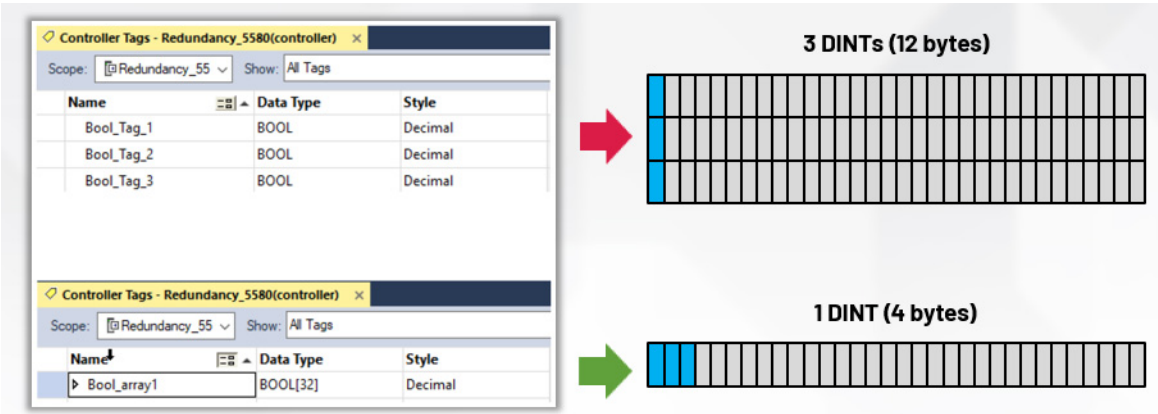 Controller Tags - Redundancy_5580(controller) ×
Scope: Redundancy_55 Show: All Tags
Name Data Type Style
Bool_Tag_1 BOOL Decimal
Bool_Tag_2 BOOL Decimal
Bool_Tag_3 BOOL Decimal
3 DINTs (12 bytes)
Controller Tags - Redundancy_5580(controller) ×
Scope: Redundancy_55 Show: All Tags
Name Data Type Style
Bool_array1 BOOL[32] Decimal
1 DINT (4 bytes)